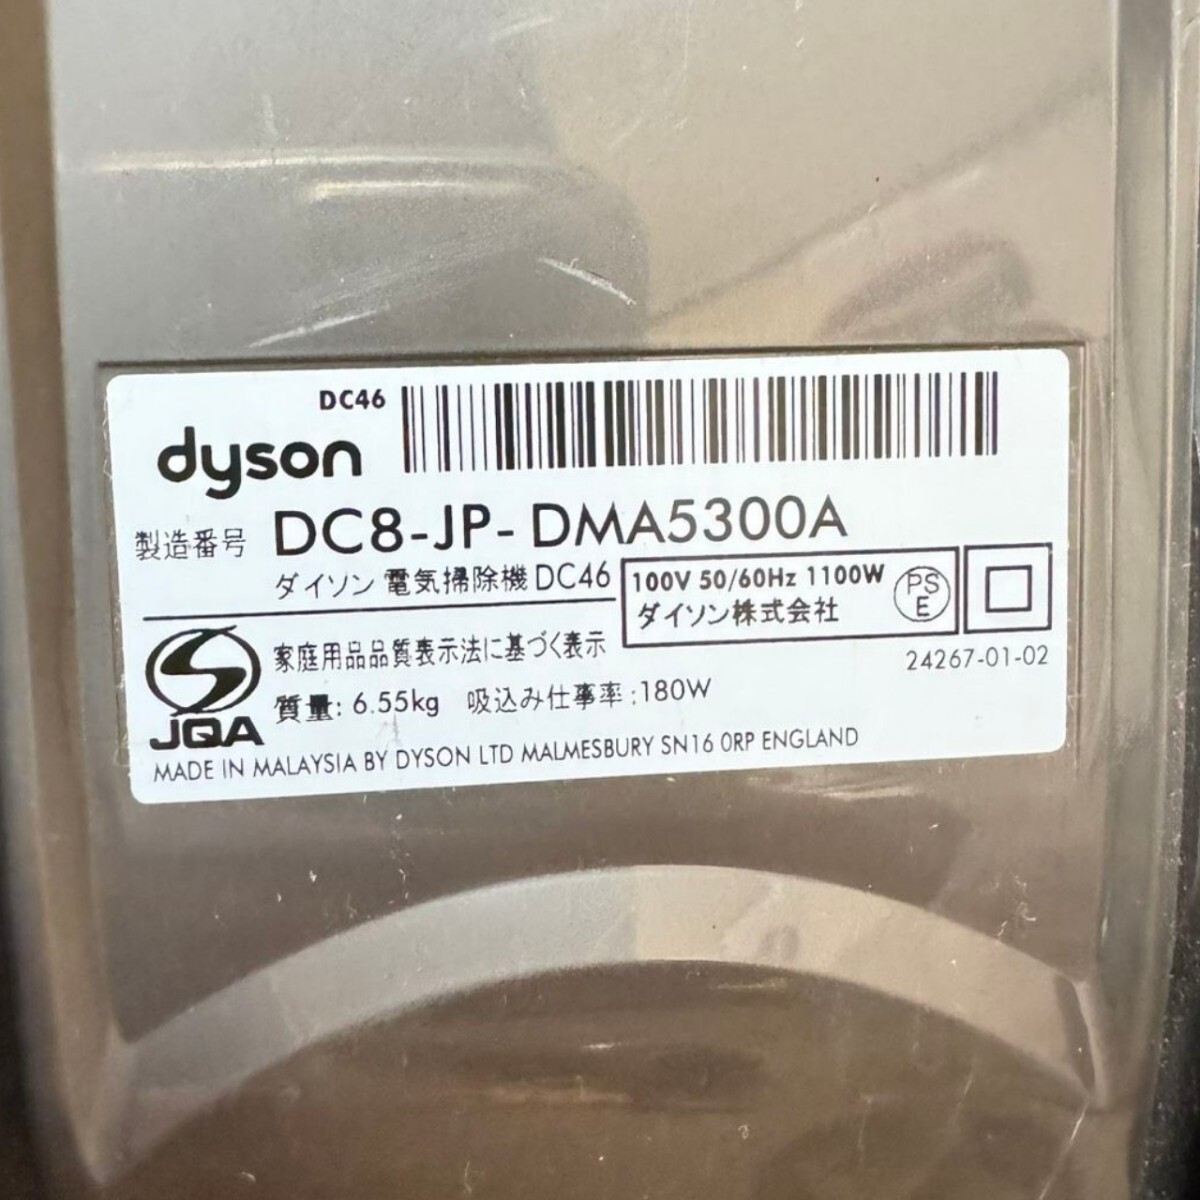 DC46
dyson
製造番号 DC8-JP-DMA5300A
ダイソン 電気掃除機 DC46
100V 50/60Hz 1100W
ダイソン株式会社
PS
E
24267-01-02
家庭用品品質表示法に基づく表示
質量: 6.55kg 吸込み仕事率:180W
JQA
MADE IN MALAYSIA BY DYSON LTD MALMESBURY SN16 0RP ENGLAND